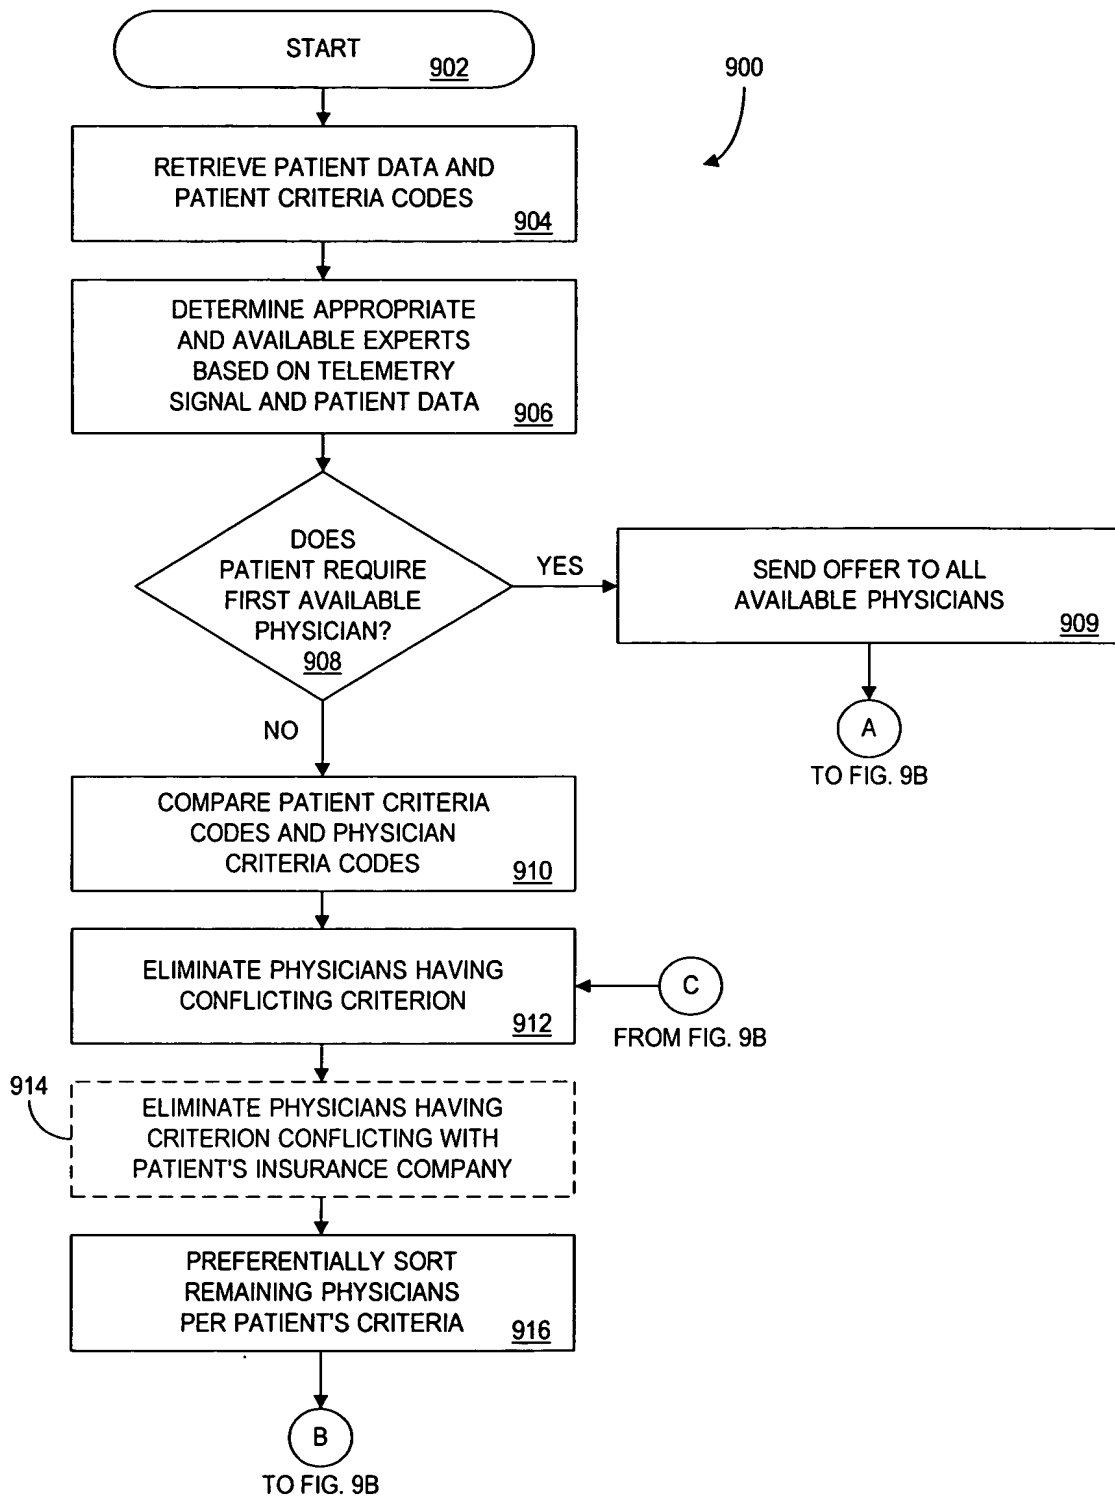 START
902
900
RETRIEVE PATIENT DATA AND
PATIENT CRITERIA CODES
904
DETERMINE APPROPRIATE
AND AVAILABLE EXPERTS
BASED ON TELEMETRY
SIGNAL AND PATIENT DATA
906
DOES
PATIENT REQUIRE
FIRST AVAILABLE
PHYSICIAN?
908
YES
SEND OFFER TO ALL
AVAILABLE PHYSICIANS
909
A
TO FIG. 9B
NO
COMPARE PATIENT CRITERIA
CODES AND PHYSICIAN
CRITERIA CODES
910
ELIMINATE PHYSICIANS HAVING
CONFLICTING CRITERION
912
C
FROM FIG. 9B
914
ELIMINATE PHYSICIANS HAVING
CRITERION CONFLICTING WITH
PATIENT'S INSURANCE COMPANY
PREFERENTIALLY SORT
REMAINING PHYSICIANS
PER PATIENT'S CRITERIA
916
B
TO FIG. 9B